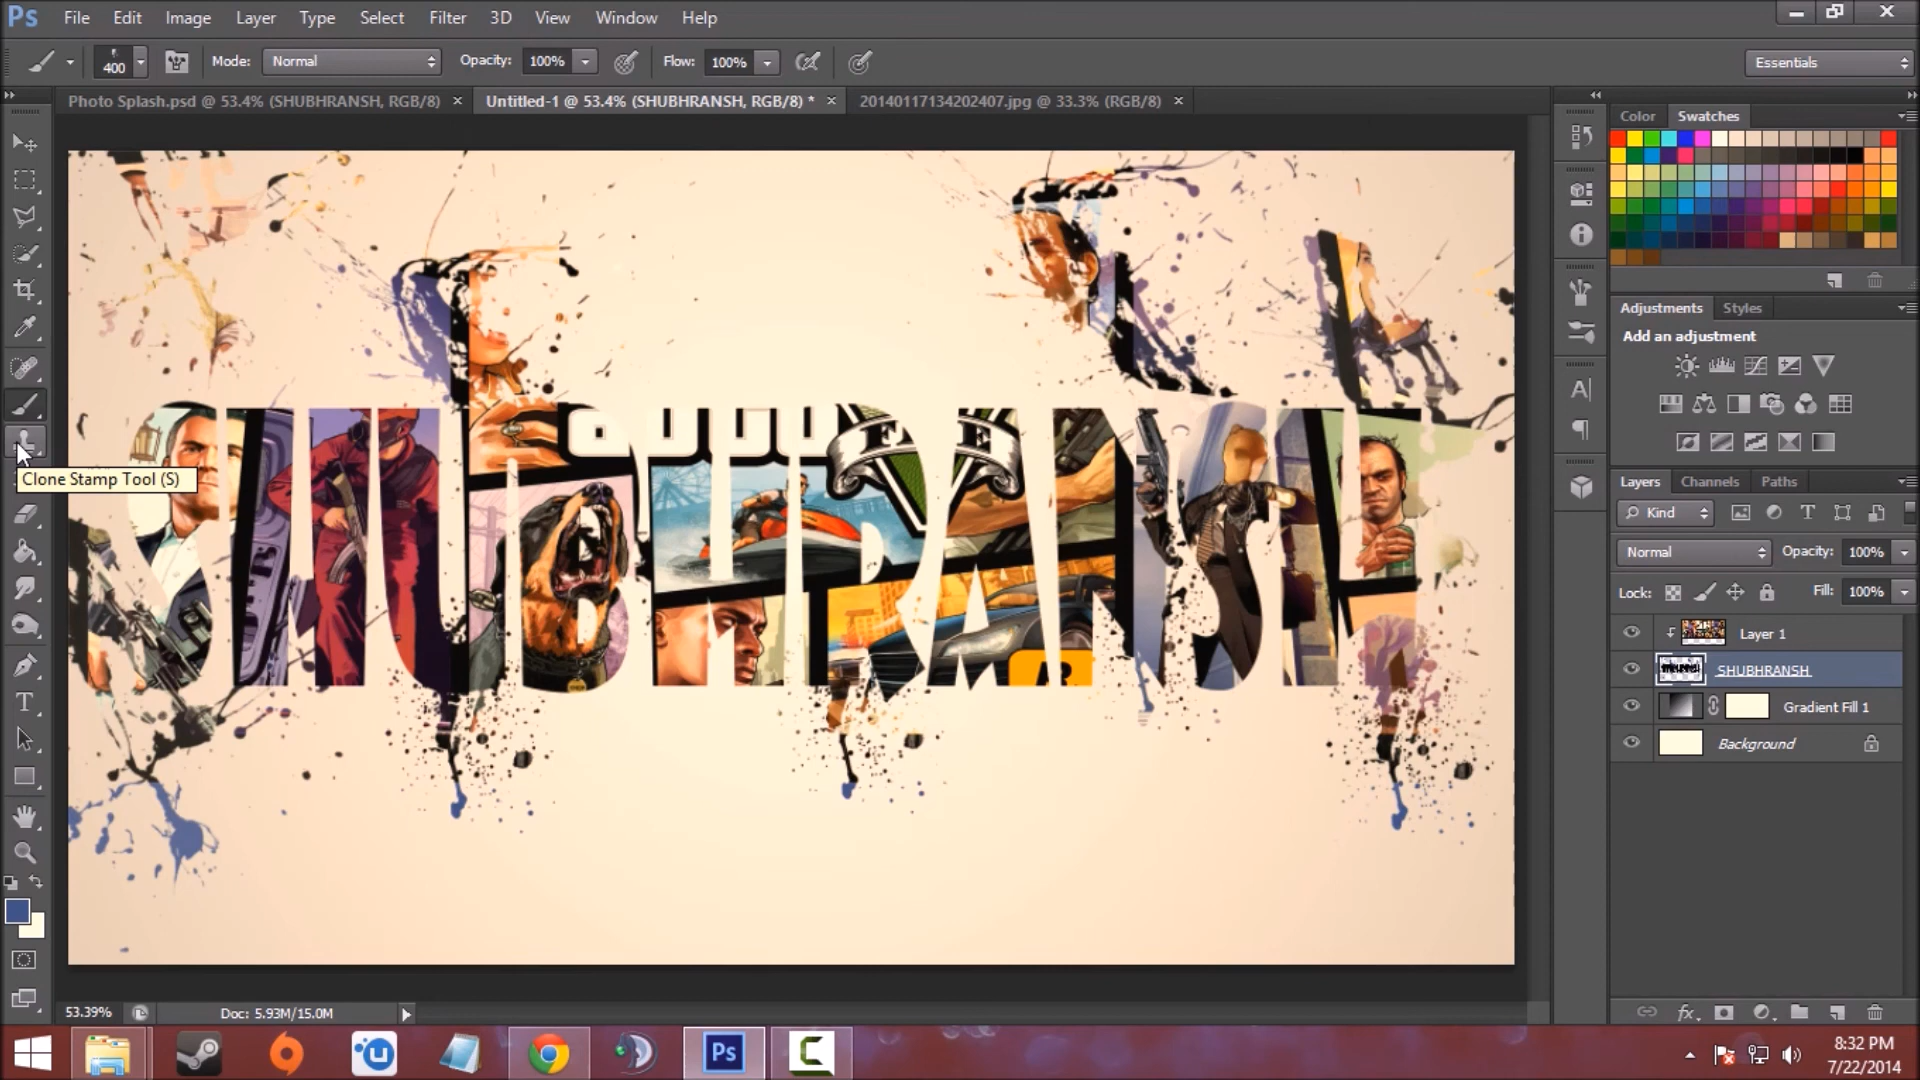 Ps File Edit Image Layer Type Select Filter 3D View Window Help
400 Mode: Normal Opacity: 100% Flow: 100% Essentials
Photo Splash.psd @ 53.4% (SHUBHRANSH, RGB/8) × Untitled-1 @ 53.4% (SHUBHRANSH, RGB/8) * × 20140117134202407.jpg @ 33.3% (RGB/8) ×
Color Swatches
Adjustments Styles
Add an adjustment
SHUBHRANSH
Clone Stamp Tool (S)
Layers Channels Paths
Kind
Normal Opacity: 100%
Lock: Fill: 100%
Layer 1
SHUBHRANSH
Gradient Fill 1
Background
53.39% Doc: 5.93M/15.0M
fx
Ps
8:32 PM
7/22/2014